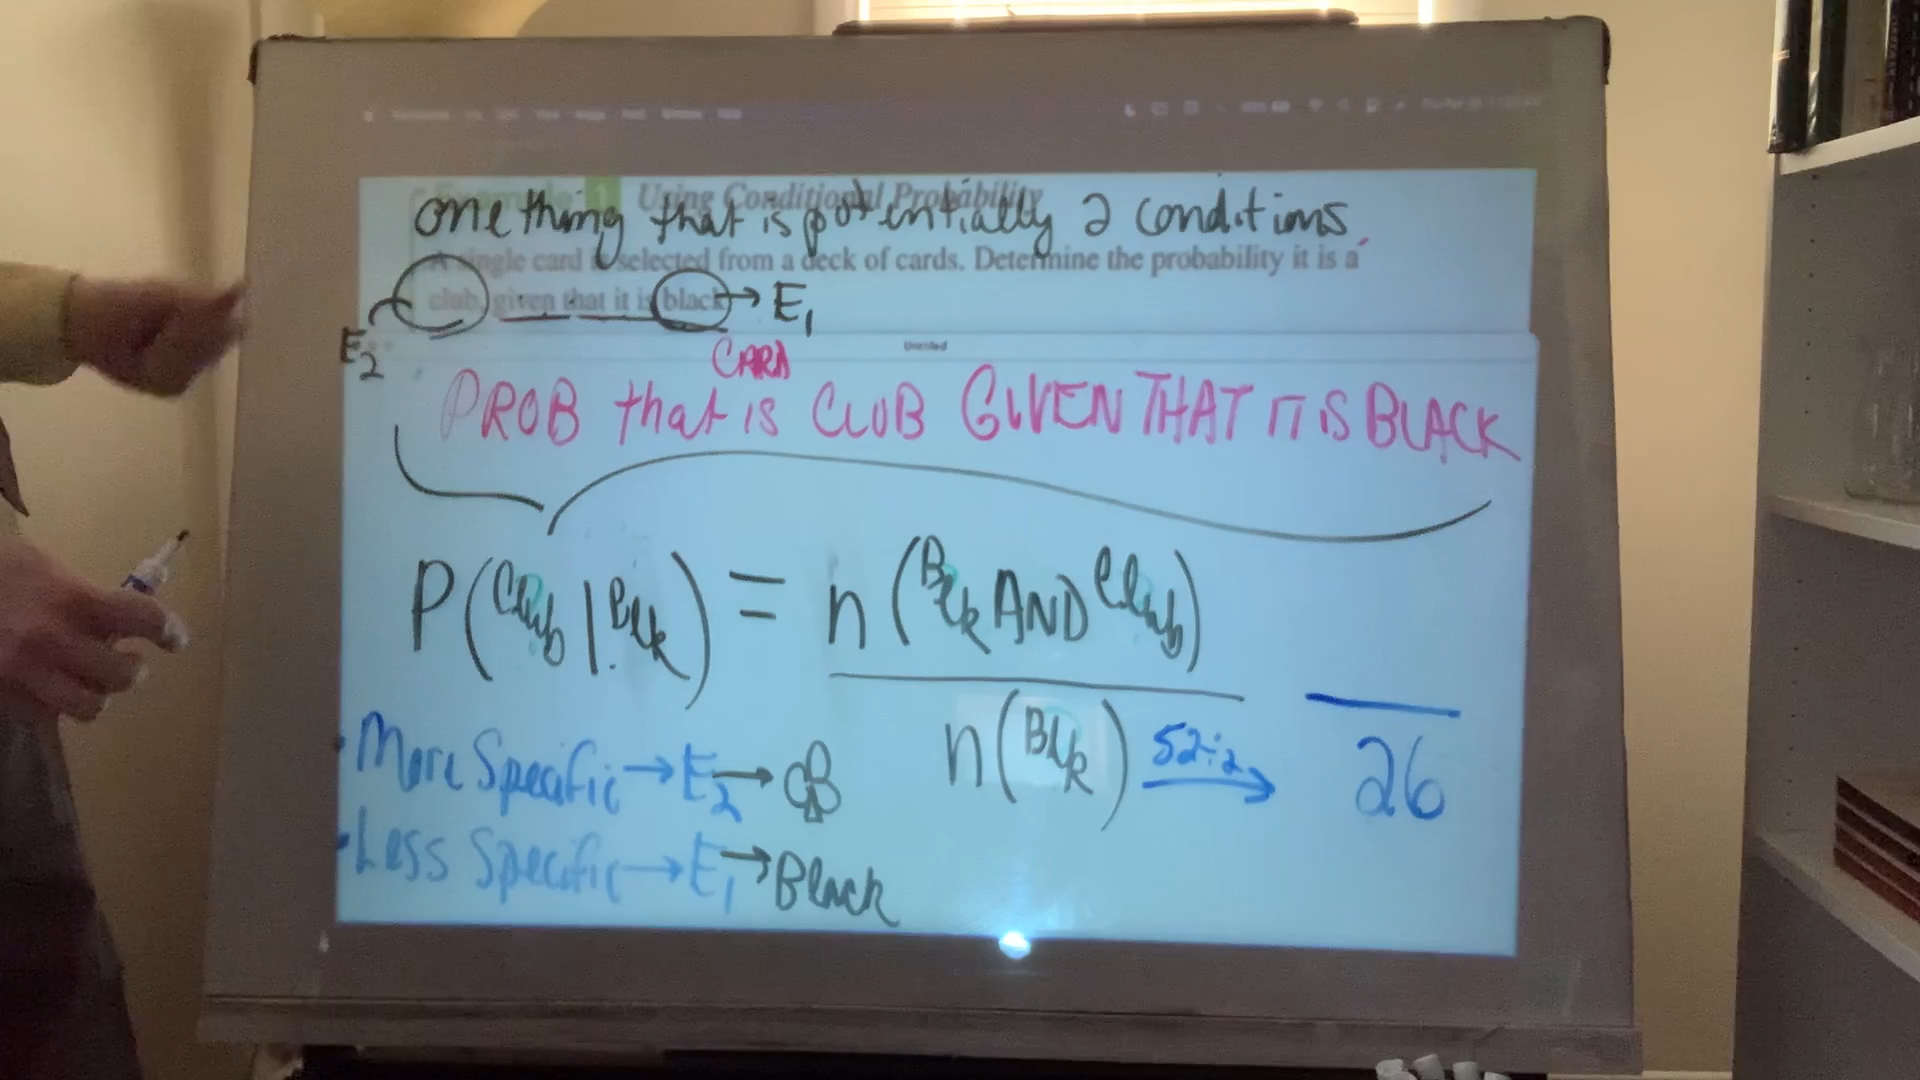 Using Conditional Probability
one thing that is potentially 2 conditions
A single card is selected from a deck of cards. Determine the probability it is a
club, given that it is black → E1
E2
Untitled
CARD
PROB that is CLUB GIVEN THAT IT IS BLACK
P(Club | Blk) = n(Blk AND Club)
n(Blk) 52÷2 → 26
• More Specific → E2 → ♣
• Less Specific → E1 → Black